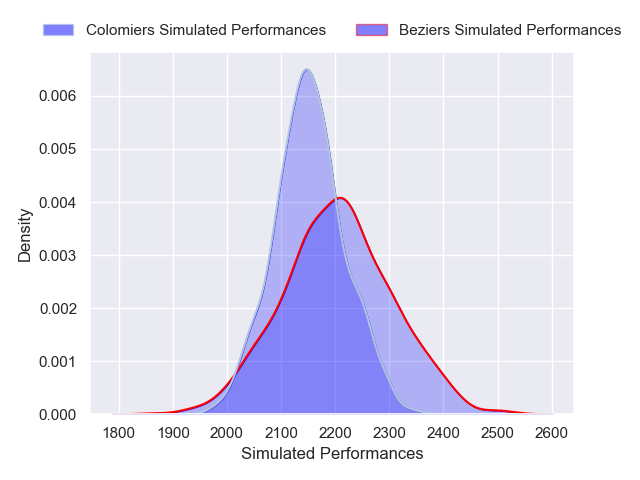 Colomiers Simulated Performances Beziers Simulated Performances
0.006
0.005
0.004
0.003
0.002
0.001
0.000
Density
1800 1900 2000 2100 2200 2300 2400 2500 2600
Simulated Performances